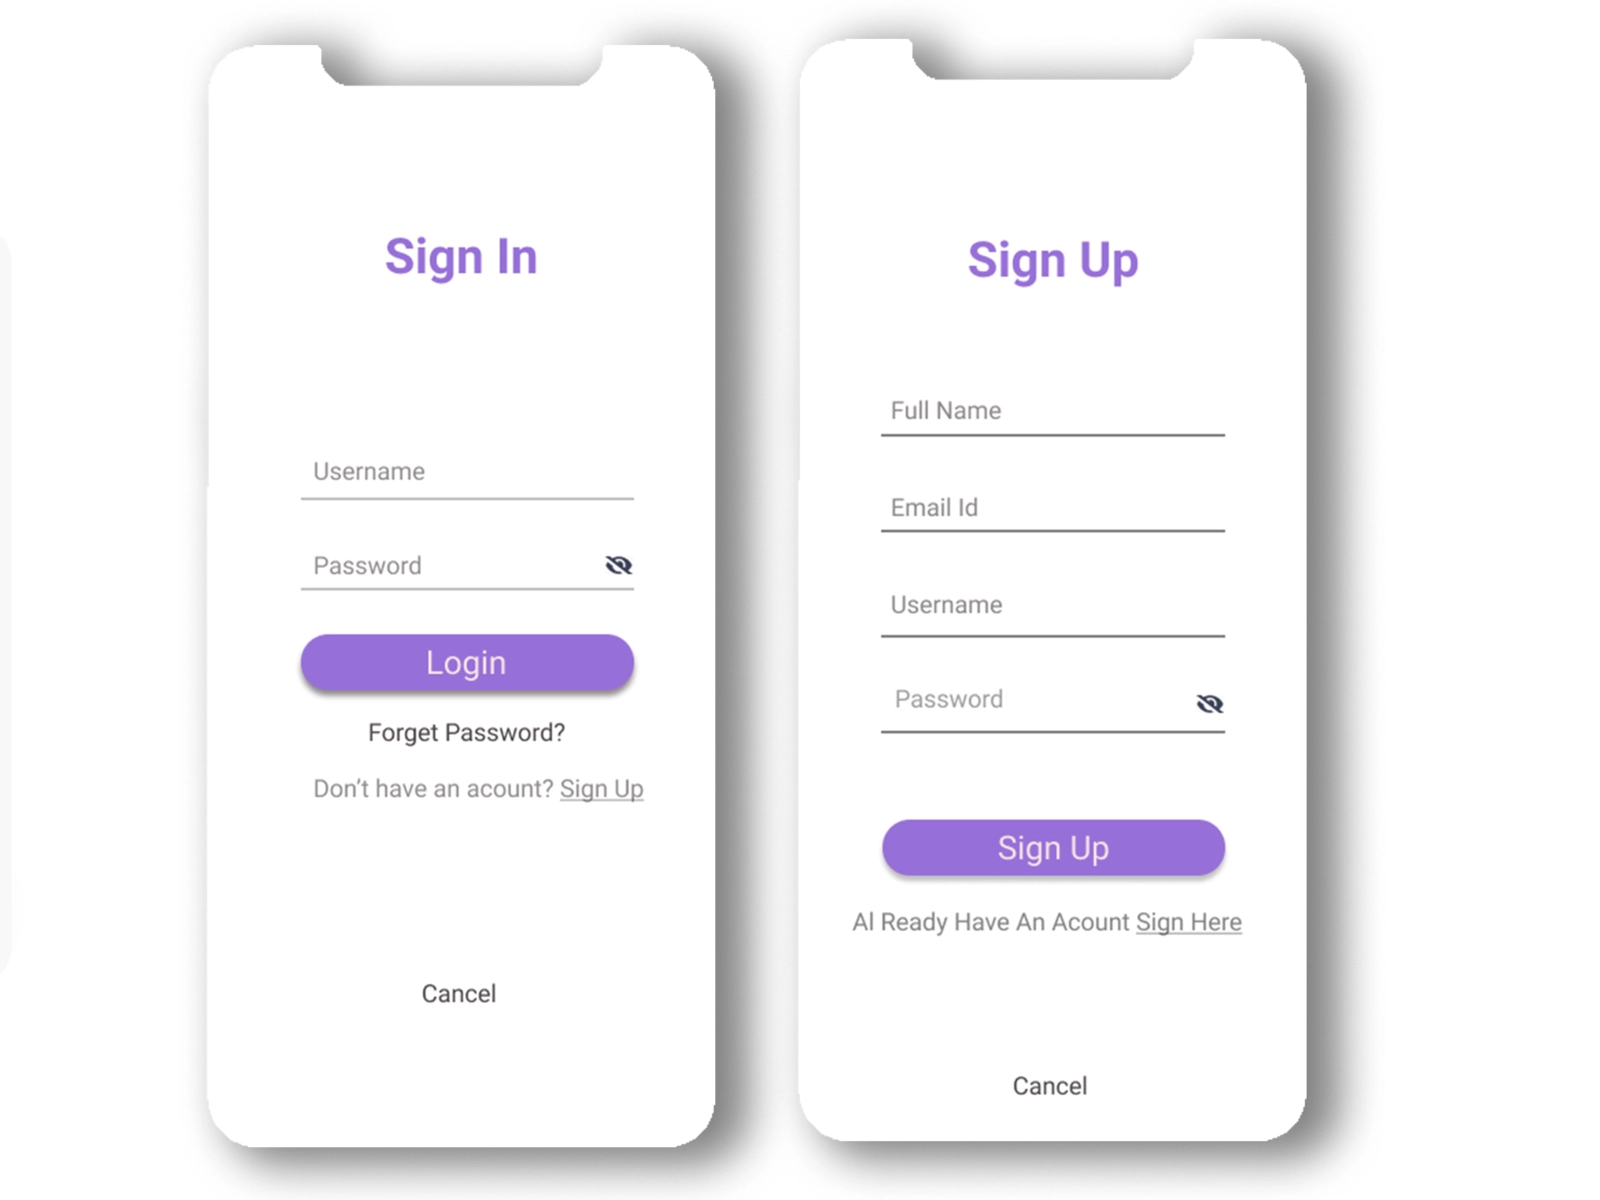 Sign In
Username
Password
Login
Forget Password?
Don’t have an acount? Sign Up
Cancel
Sign Up
Full Name
Email Id
Username
Password
Sign Up
Al Ready Have An Acount Sign Here
Cancel